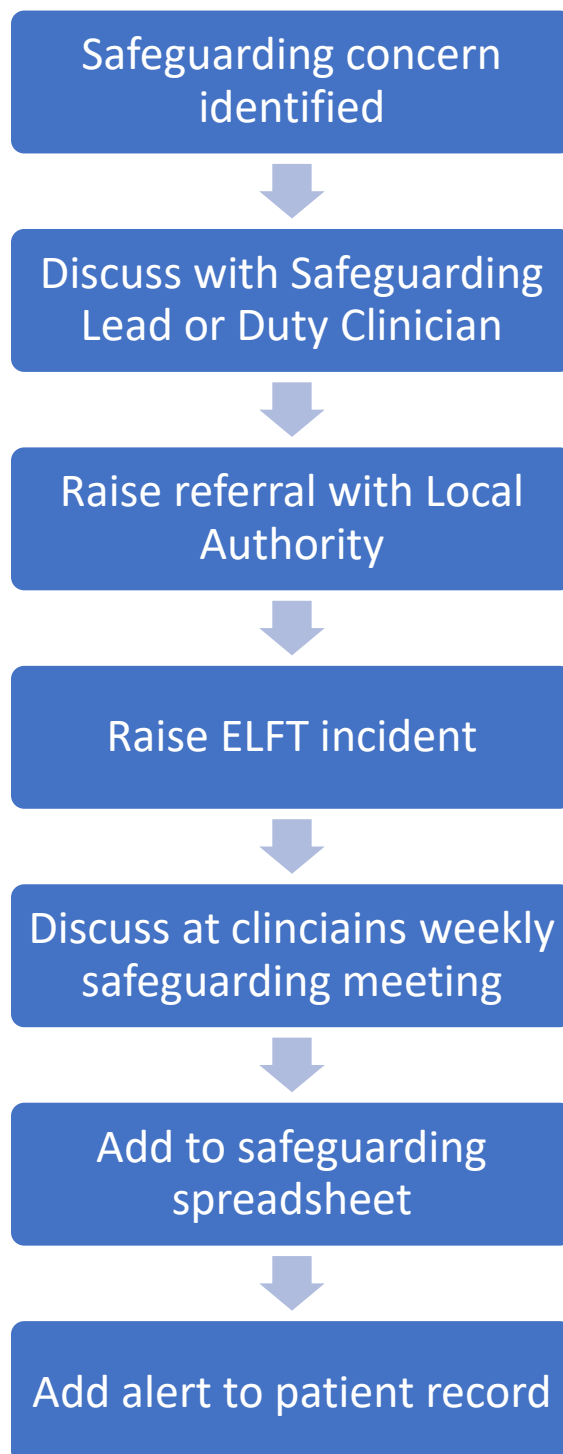 Safeguarding concern
identified
Discuss with Safeguarding
Lead or Duty Clinician
Raise referral with Local
Authority
Raise ELFT incident
Discuss at clinciains weekly
safeguarding meeting
Add to safeguarding
spreadsheet
Add alert to patient record